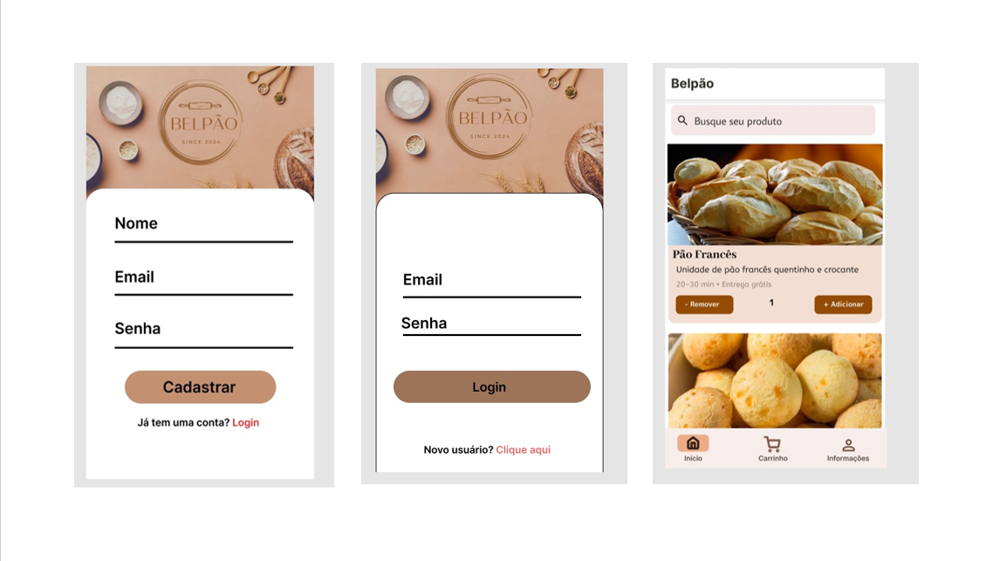 BELPÃO
SINCE 2024
Nome
Email
Senha
Cadastrar
Já tem uma conta? Login
BELPÃO
SINCE 2024
Email
Senha
Login
Novo usuário? Clique aqui
Belpão
Busque seu produto
Pão Francês
Unidade de pão francês quentinho e crocante
20-30 min • Entrega grátis
- Remover 1 + Adicionar
Início Carrinho Informações